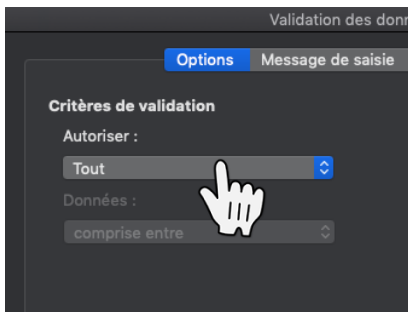 Validation des donn
Options
Message de saisie
Critères de validation
Autoriser :
Tout
Données :
comprise entre